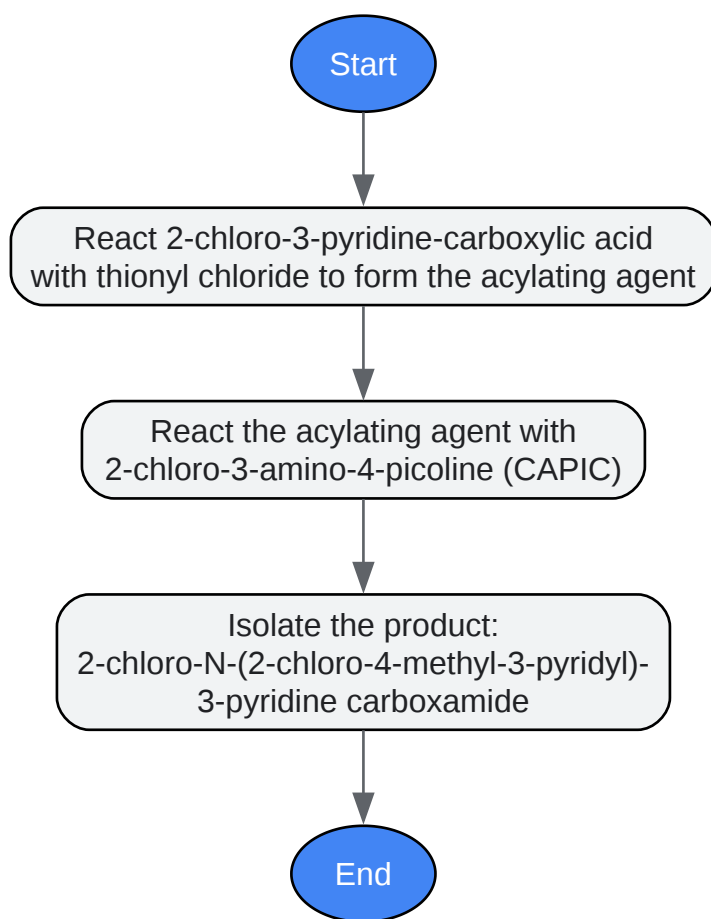 Start
React 2-chloro-3-pyridine-carboxylic acid
with thionyl chloride to form the acylating agent
React the acylating agent with
2-chloro-3-amino-4-picoline (CAPIC)
Isolate the product:
2-chloro-N-(2-chloro-4-methyl-3-pyridyl)-
3-pyridine carboxamide
End